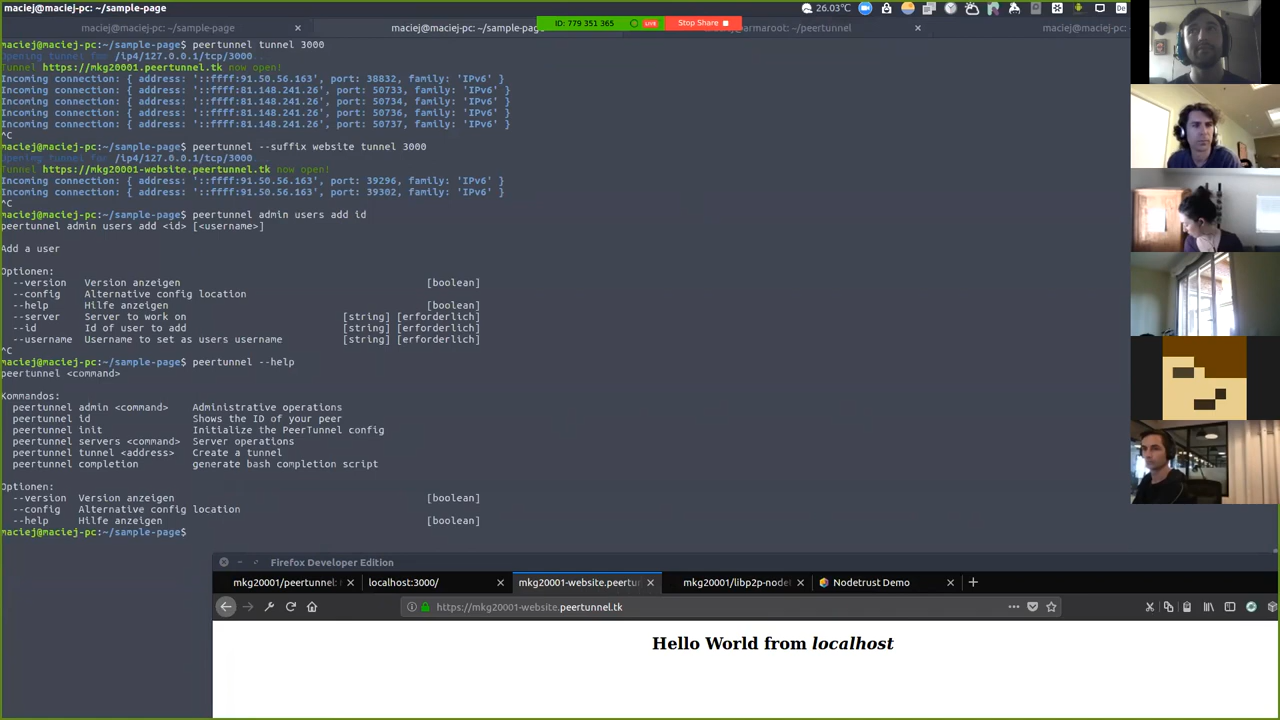 maciej@maciej-pc: ~/sample-page
26.03°C
De
maciej@maciej-pc: ~/sample-page
maciej@maciej-pc: ~/sample-page
ID: 779 351 365
LIVE
Stop Share
armaroot: ~/peertunnel
maciej@maciej-pc: ~/s
maciej@maciej-pc:~/sample-page$ peertunnel tunnel 3000
Opening tunnel for /ip4/127.0.0.1/tcp/3000..
Tunnel https://mkg20001.peertunnel.tk now open!
Incoming connection: { address: '::ffff:91.50.56.163', port: 38832, family: 'IPv6' }
Incoming connection: { address: '::ffff:81.148.241.26', port: 50733, family: 'IPv6' }
Incoming connection: { address: '::ffff:81.148.241.26', port: 50734, family: 'IPv6' }
Incoming connection: { address: '::ffff:81.148.241.26', port: 50736, family: 'IPv6' }
Incoming connection: { address: '::ffff:81.148.241.26', port: 50737, family: 'IPv6' }
^C
maciej@maciej-pc:~/sample-page$ peertunnel --suffix website tunnel 3000
Opening tunnel for /ip4/127.0.0.1/tcp/3000..
Tunnel https://mkg20001-website.peertunnel.tk now open!
Incoming connection: { address: '::ffff:91.50.56.163', port: 39296, family: 'IPv6' }
Incoming connection: { address: '::ffff:91.50.56.163', port: 39302, family: 'IPv6' }
^C
maciej@maciej-pc:~/sample-page$ peertunnel admin users add id
peertunnel admin users add <id> [<username>]
Add a user
Optionen:
--version Version anzeigen [boolean]
--config Alternative config location
--help Hilfe anzeigen [boolean]
--server Server to work on [string] [erforderlich]
--id Id of user to add [string] [erforderlich]
--username Username to set as users username [string] [erforderlich]
^C
maciej@maciej-pc:~/sample-page$ peertunnel --help
peertunnel <command>
Kommandos:
peertunnel admin <command> Administrative operations
peertunnel id Shows the ID of your peer
peertunnel init Initialize the PeerTunnel config
peertunnel servers <command> Server operations
peertunnel tunnel <address> Create a tunnel
peertunnel completion generate bash completion script
Optionen:
--version Version anzeigen [boolean]
--config Alternative config location
--help Hilfe anzeigen [boolean]
maciej@maciej-pc:~/sample-page$
Firefox Developer Edition
mkg20001/peertunnel:
localhost:3000/
mkg20001-website.peertu
mkg20001/libp2p-node
Nodetrust Demo
https://mkg20001-website.peertunnel.tk
Hello World from localhost